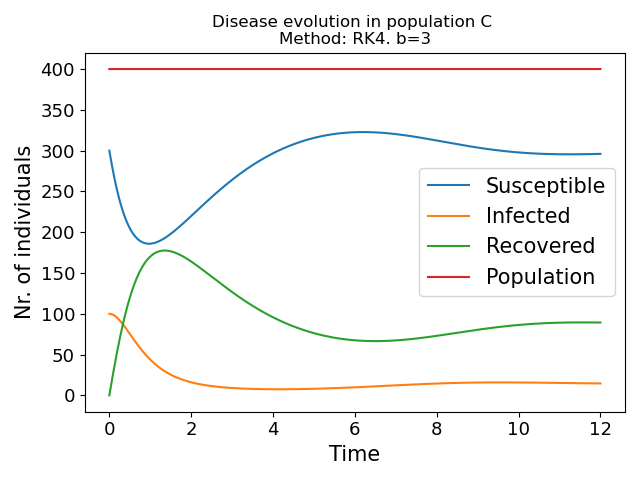 Disease evolution in population C
Method: RK4. b=3
Nr. of individuals
400
350
300
250
200
150
100
50
0
Susceptible
Infected
Recovered
Population
0 2 4 6 8 10 12
Time